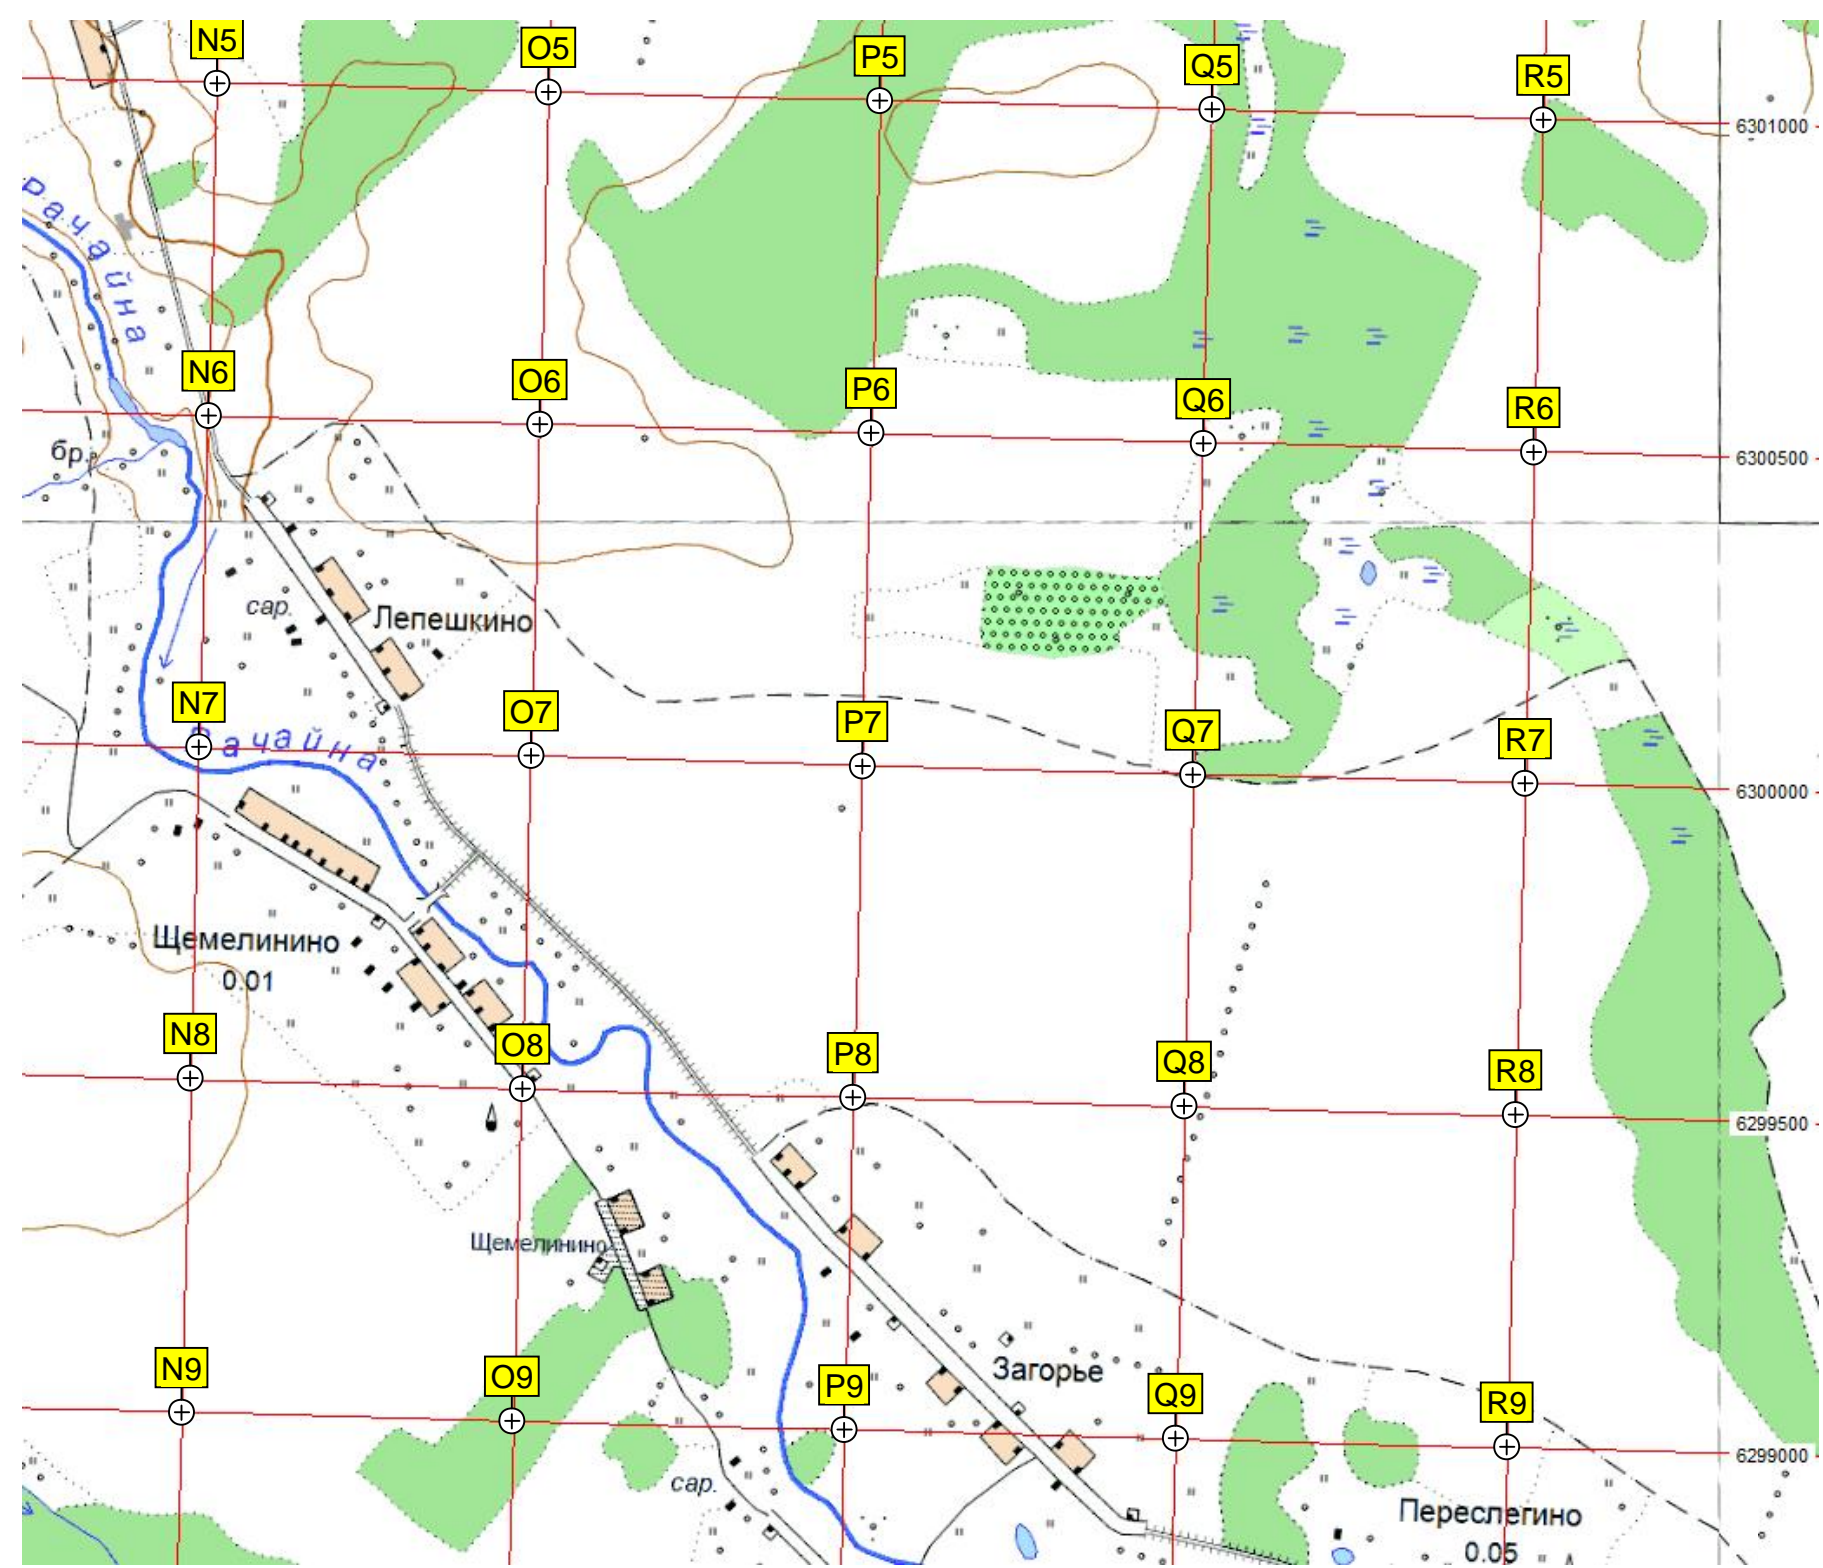 N5
O5
P5
Q5
R5
6301000
Рачайна
N6
O6
P6
Q6
R6
бр.
6300500
сар.
Лепешкино
N7
O7
P7
Q7
R7
Рачайна
6300000
Щемелинино
0.01
N8
O8
P8
Q8
R8
6299500
Щемелинино
N9
O9
P9
Загорье
Q9
R9
6299000
сар.
Переслегино
0.05